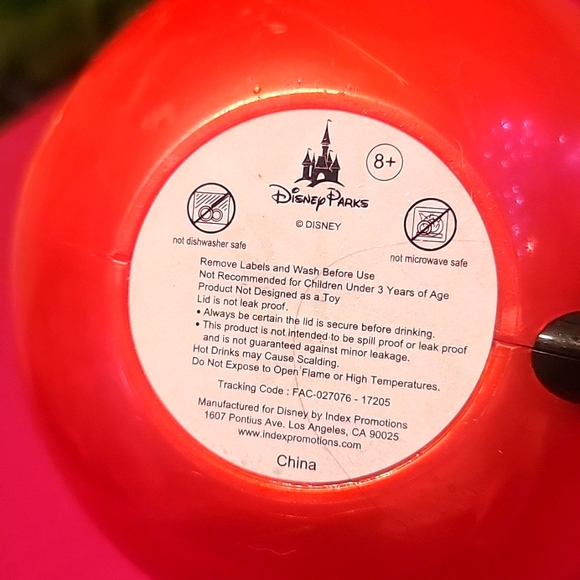 8+
Disney Parks
© DISNEY
not dishwasher safe
not microwave safe
Remove Labels and Wash Before Use
Not Recommended for Children Under 3 Years of Age
Product Not Designed as a Toy
Lid is not leak proof.
• Always be certain the lid is secure before drinking.
• This product is not intended to be spill proof or leak proof
and is not guaranteed against minor leakage.
Hot Drinks may Cause Scalding.
Do Not Expose to Open Flame or High Temperatures.
Tracking Code : FAC-027076 - 17205
Manufactured for Disney by Index Promotions
1607 Pontius Ave. Los Angeles, CA 90025
www.indexpromotions.com
China